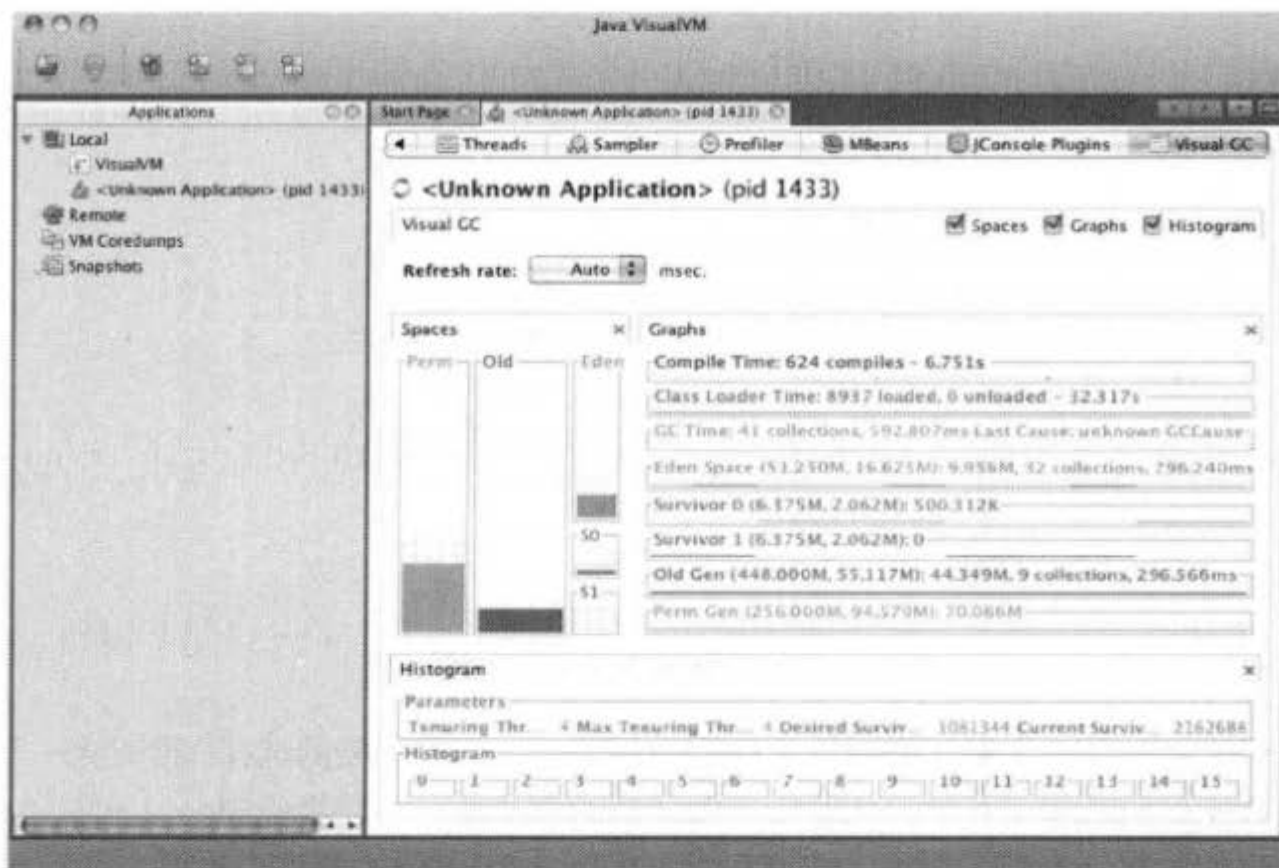 Java VisualVM
Applications
Local
VisualVM
<Unknown Application> (pid 1433)
Remote
VM Coredumps
Snapshots
Start Page
<Unknown Application> (pid 1433)
Threads
Sampler
Profiler
MBeans
JConsole Plugins
Visual GC
<Unknown Application> (pid 1433)
Visual GC
Spaces
Graphs
Histogram
Refresh rate: Auto msec.
Spaces
Perm
Old
Eden
S0
S1
Graphs
Compile Time: 624 compiles - 6.751s
Class Loader Time: 8937 loaded, 0 unloaded - 32.317s
GC Time: 41 collections, 592.807ms Last Cause: unknown GCCause
Eden Space (51.250M, 16.625M): 9.956M, 32 collections, 296.240ms
Survivor 0 (6.375M, 2.062M): 500.312K
Survivor 1 (6.375M, 2.062M): 0
Old Gen (448.000M, 55.117M): 44.349M, 9 collections, 296.566ms
Perm Gen (256.000M, 94.570M): 70.086M
Histogram
Parameters
Tenuring Thr... 4 Max Tenuring Thr... 4 Desired Surviv... 1081344 Current Surviv... 2162688
Histogram
0 1 2 3 4 5 6 7 8 9 10 11 12 13 14 15